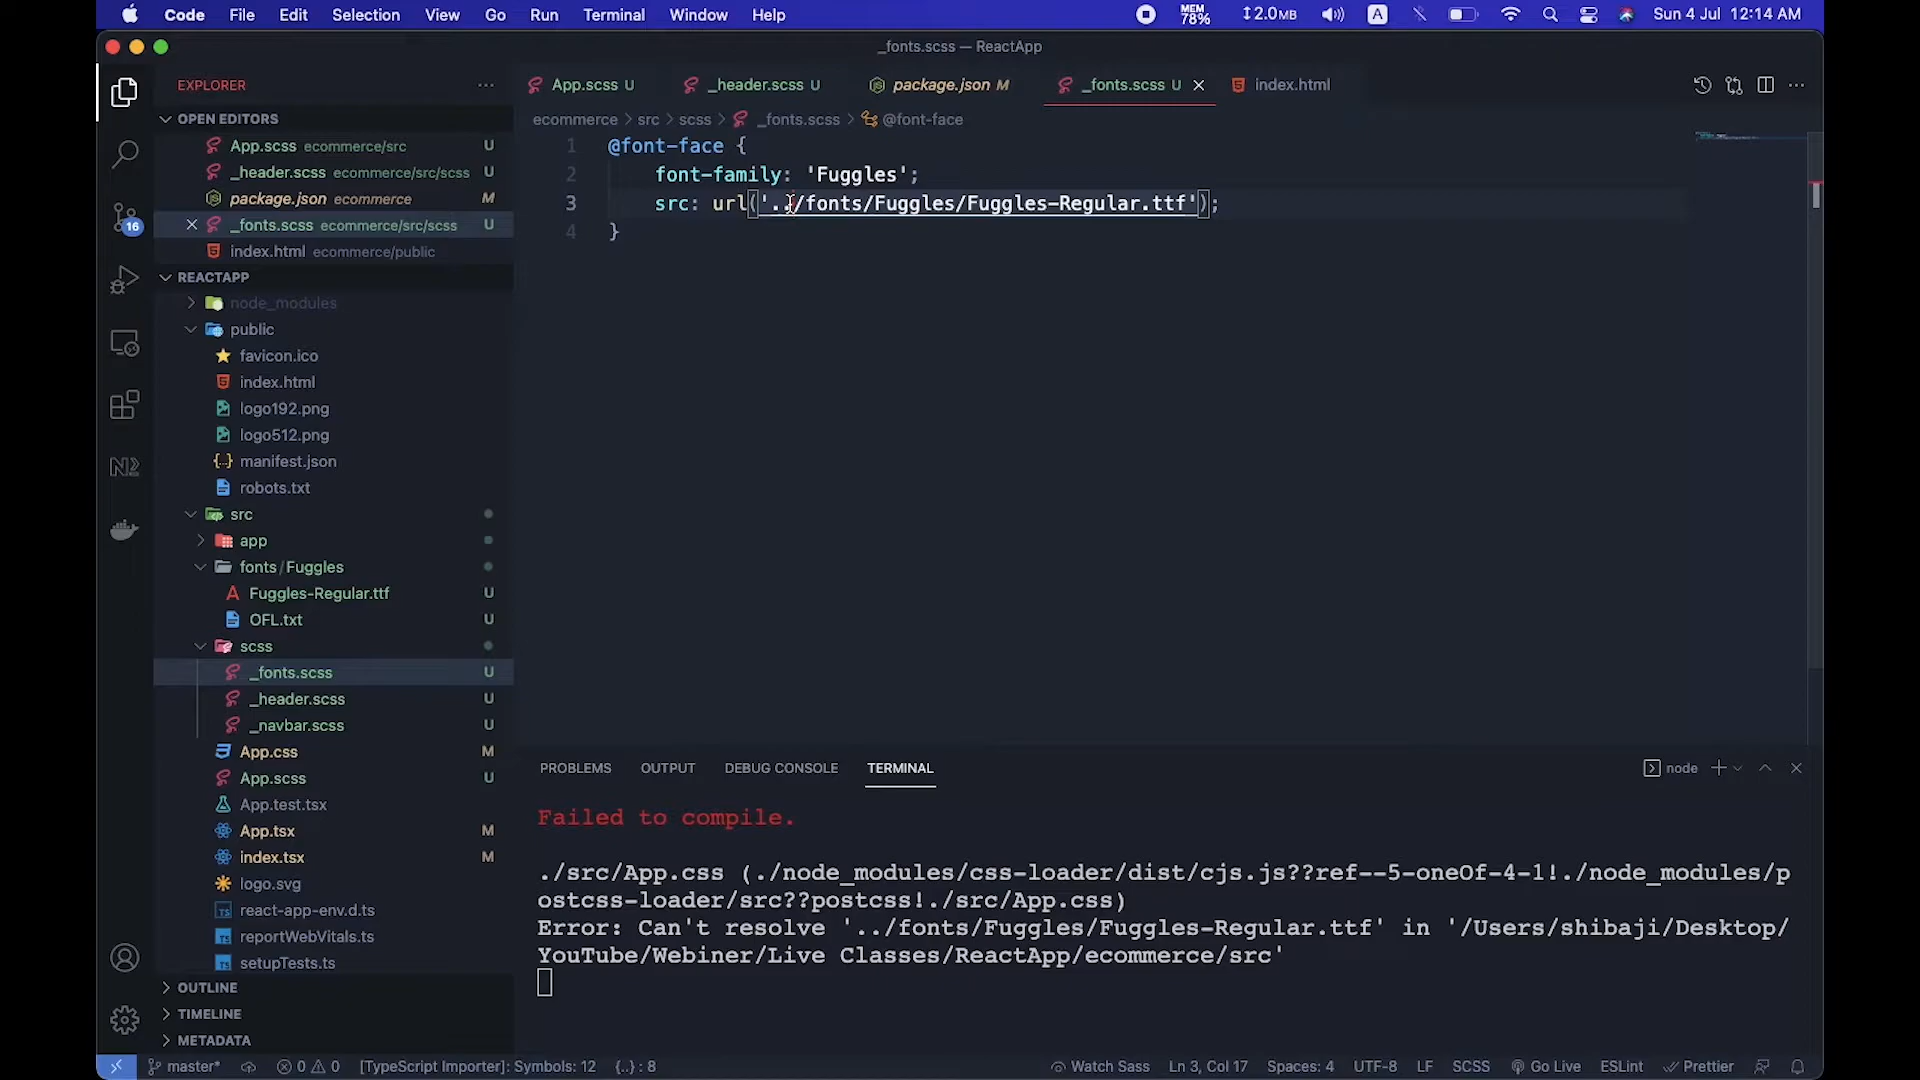 Code File Edit Selection View Go Run Terminal Window Help MEM 78% 2.0MB A Sun 4 Jul 12:14 AM
_fonts.scss — ReactApp
EXPLORER
App.scss U _header.scss U package.json M _fonts.scss U index.html
OPEN EDITORS
App.scss ecommerce/src U
_header.scss ecommerce/src/scss U
package.json ecommerce M
_fonts.scss ecommerce/src/scss U
index.html ecommerce/public
REACTAPP
node_modules
public
favicon.ico
index.html
logo192.png
logo512.png
manifest.json
robots.txt
src
app
fonts / Fuggles
Fuggles-Regular.ttf U
OFL.txt U
scss
_fonts.scss U
_header.scss U
_navbar.scss U
App.css M
App.scss U
App.test.tsx
App.tsx M
index.tsx M
logo.svg
react-app-env.d.ts
reportWebVitals.ts
setupTests.ts
OUTLINE
TIMELINE
METADATA
16
ecommerce > src > scss > _fonts.scss > @font-face
1 @font-face {
2 font-family: 'Fuggles';
3 src: url('../fonts/Fuggles/Fuggles-Regular.ttf');
4 }
PROBLEMS OUTPUT DEBUG CONSOLE TERMINAL node
Failed to compile.
./src/App.css (./node_modules/css-loader/dist/cjs.js??ref--5-oneOf-4-1!./node_modules/p
ostcss-loader/src??postcss!./src/App.css)
Error: Can't resolve '../fonts/Fuggles/Fuggles-Regular.ttf' in '/Users/shibaji/Desktop/
YouTube/Webiner/Live Classes/ReactApp/ecommerce/src'
master* 0 0 [TypeScript Importer]: Symbols: 12 {..} : 8 Watch Sass Ln 3, Col 17 Spaces: 4 UTF-8 LF SCSS Go Live ESLint Prettier